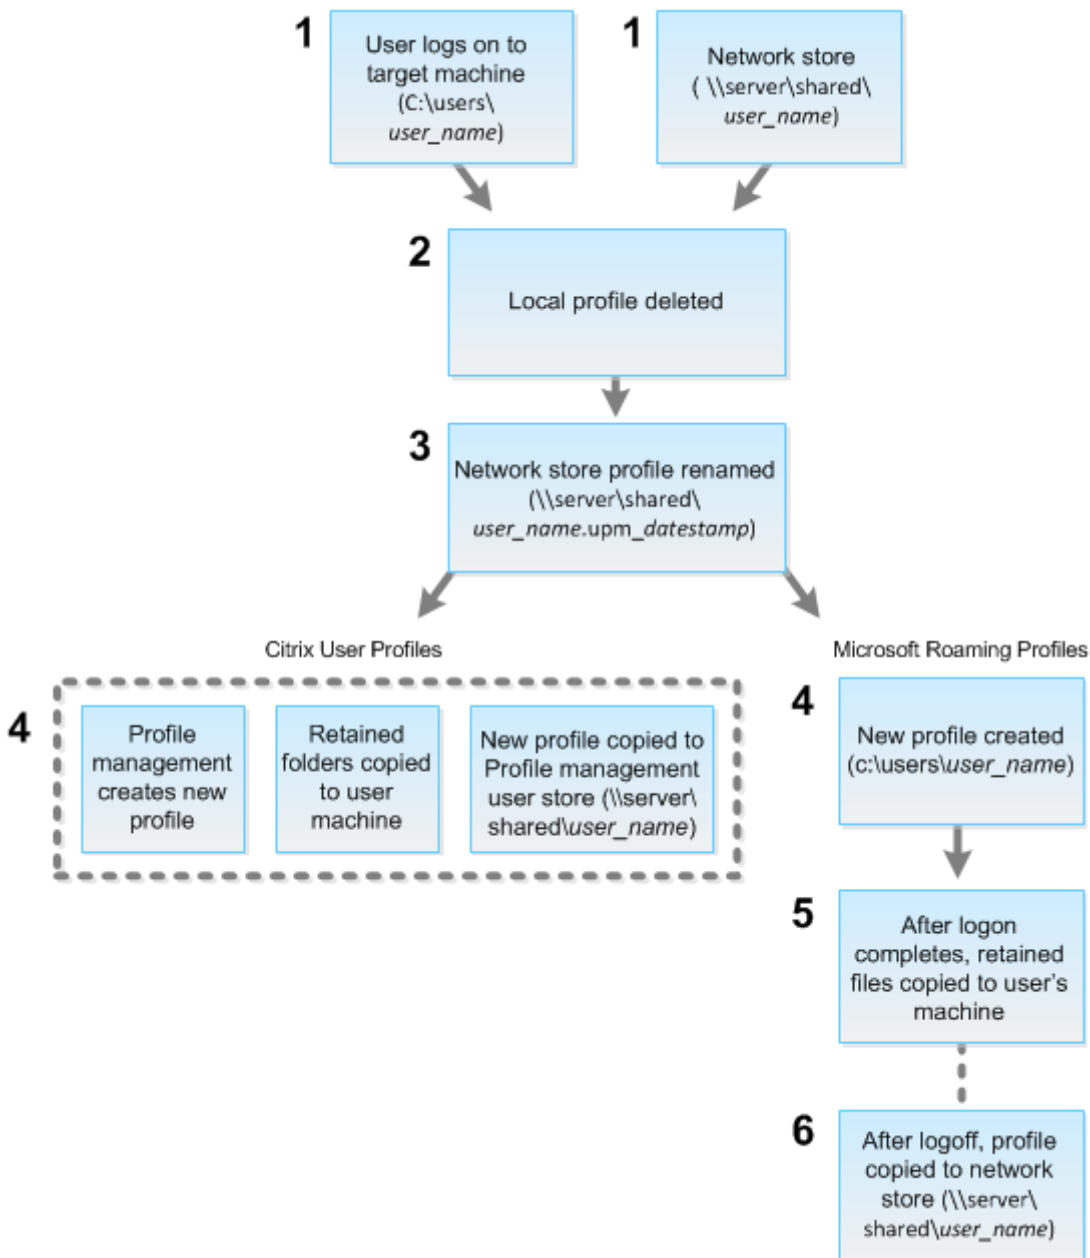 1
User logs on to
target machine
(C:\users\
user_name)
1
Network store
( \\server\shared\
user_name)
2
Local profile deleted
3
Network store profile renamed
(\\server\shared\
user_name.upm_datestamp)
Citrix User Profiles
4
Profile
management
creates new
profile
Retained
folders copied
to user
machine
New profile copied to
Profile management
user store (\\server\
shared\user_name)
Microsoft Roaming Profiles
4
New profile created
(c:\users\user_name)
5
After logon
completes, retained
files copied to user's
machine
6
After logoff, profile
copied to network
store (\\server\
shared\user_name)